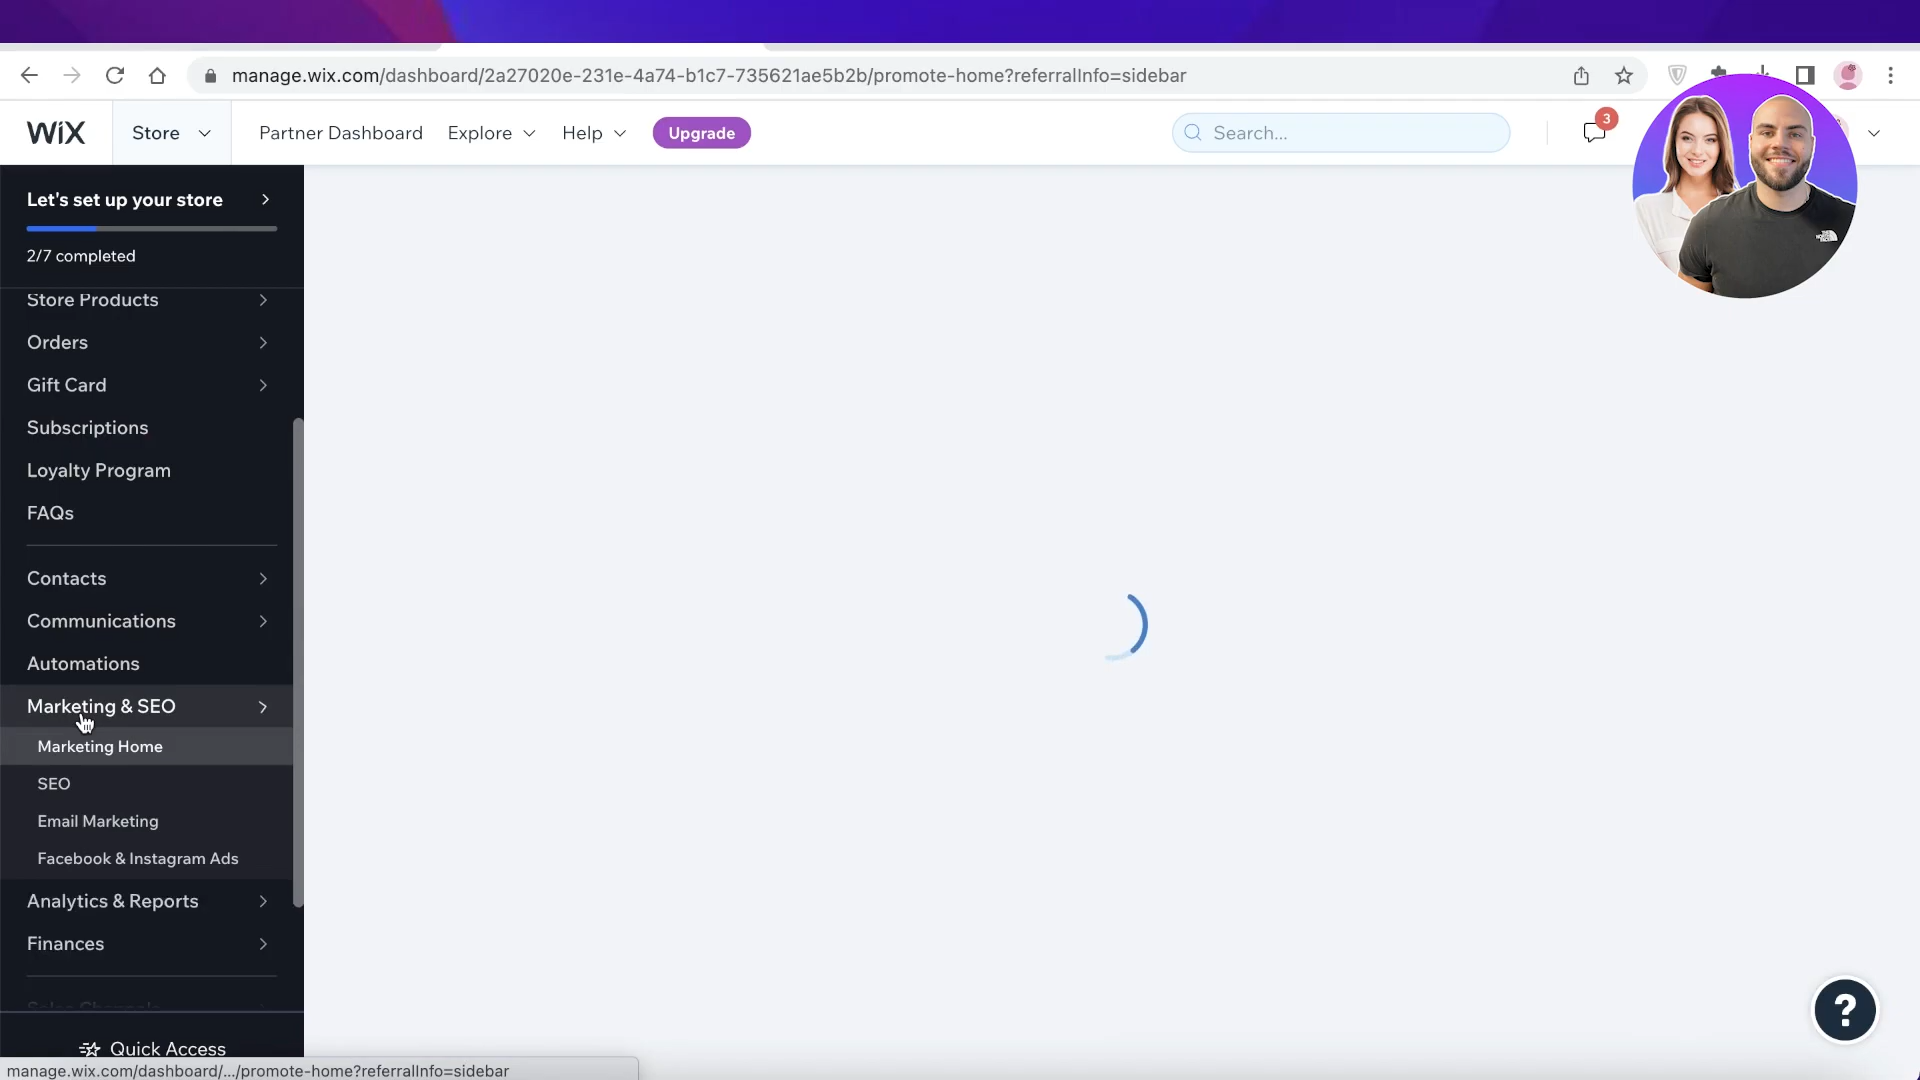 manage.wix.com/dashboard/2a27020e-231e-4a74-b1c7-735621ae5b2b/promote-home?referralInfo=sidebar
WiX
Store
Partner Dashboard
Explore
Help
Upgrade
Search...
3
Let's set up your store
2/7 completed
Store Products
Orders
Gift Card
Subscriptions
Loyalty Program
FAQs
Contacts
Communications
Automations
Marketing & SEO
Marketing Home
SEO
Email Marketing
Facebook & Instagram Ads
Analytics & Reports
Finances
Sales Channels
Quick Access
manage.wix.com/dashboard/.../promote-home?referralInfo=sidebar
?